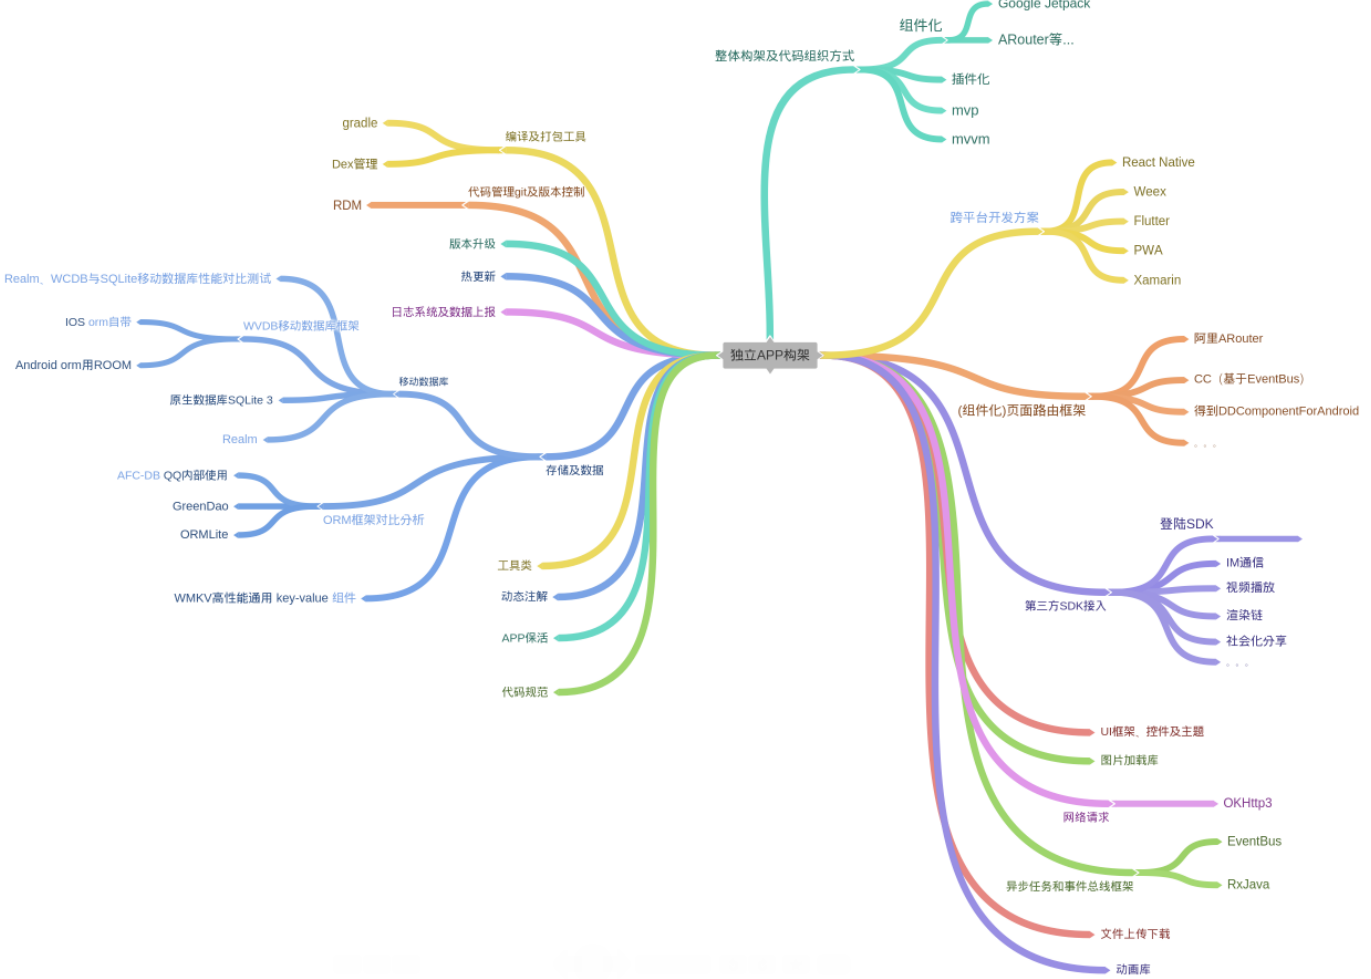 Google Jetpack
组件化
ARouter等...
整体构架及代码组织方式
插件化
mvp
mvvm
gradle
编译及打包工具
Dex管理
代码管理git及版本控制
RDM
版本升级
热更新
日志系统及数据上报
Realm、WCDB与SQLite移动数据库性能对比测试
IOS orm自带
WVDB移动数据库框架
Android orm用ROOM
移动数据库
原生数据库SQLite 3
Realm
AFC-DB QQ内部使用
存储及数据
GreenDao
ORM框架对比分析
ORMLite
WMKV高性能通用 key-value 组件
工具类
动态注解
APP保活
代码规范
独立APP构架
React Native
Weex
跨平台开发方案
Flutter
PWA
Xamarin
阿里ARouter
CC（基于EventBus）
(组件化)页面路由框架
得到DDComponentForAndroid
. . .
登陆SDK
IM通信
视频播放
第三方SDK接入
渲染链
社会化分享
. . .
UI框架、控件及主题
图片加载库
OKHttp3
网络请求
EventBus
异步任务和事件总线框架
RxJava
文件上传下载
动画库